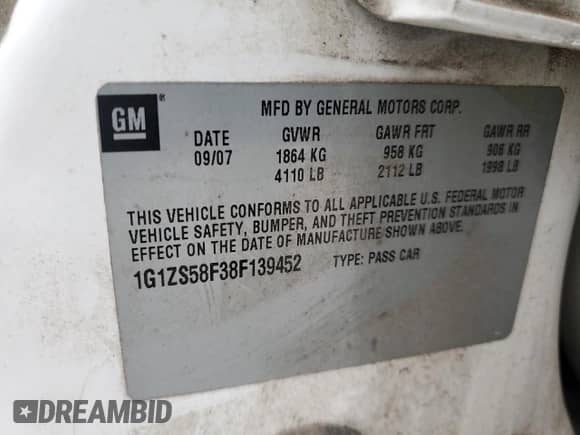 GM
®
MFD BY GENERAL MOTORS CORP.
DATE GVWR GAWR FRT GAWR RR
09/07 1864 KG 958 KG 906 KG
4110 LB 2112 LB 1998 LB
THIS VEHICLE CONFORMS TO ALL APPLICABLE U.S. FEDERAL MOTOR
VEHICLE SAFETY, BUMPER, AND THEFT PREVENTION STANDARDS IN
EFFECT ON THE DATE OF MANUFACTURE SHOWN ABOVE.
1G1ZS58F38F139452 TYPE: PASS CAR
DREAMBID